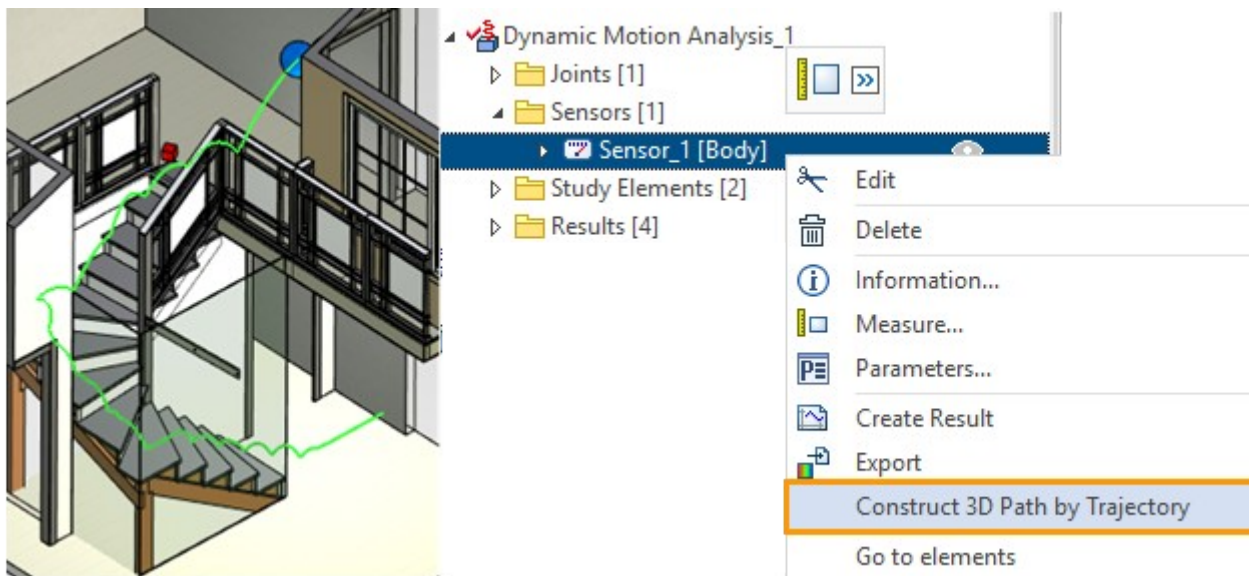 Dynamic Motion Analysis_1
Joints [1]
Sensors [1]
Sensor_1 [Body]
Study Elements [2]
Results [4]
Edit
Delete
Information...
Measure...
Parameters...
Create Result
Export
Construct 3D Path by Trajectory
Go to elements